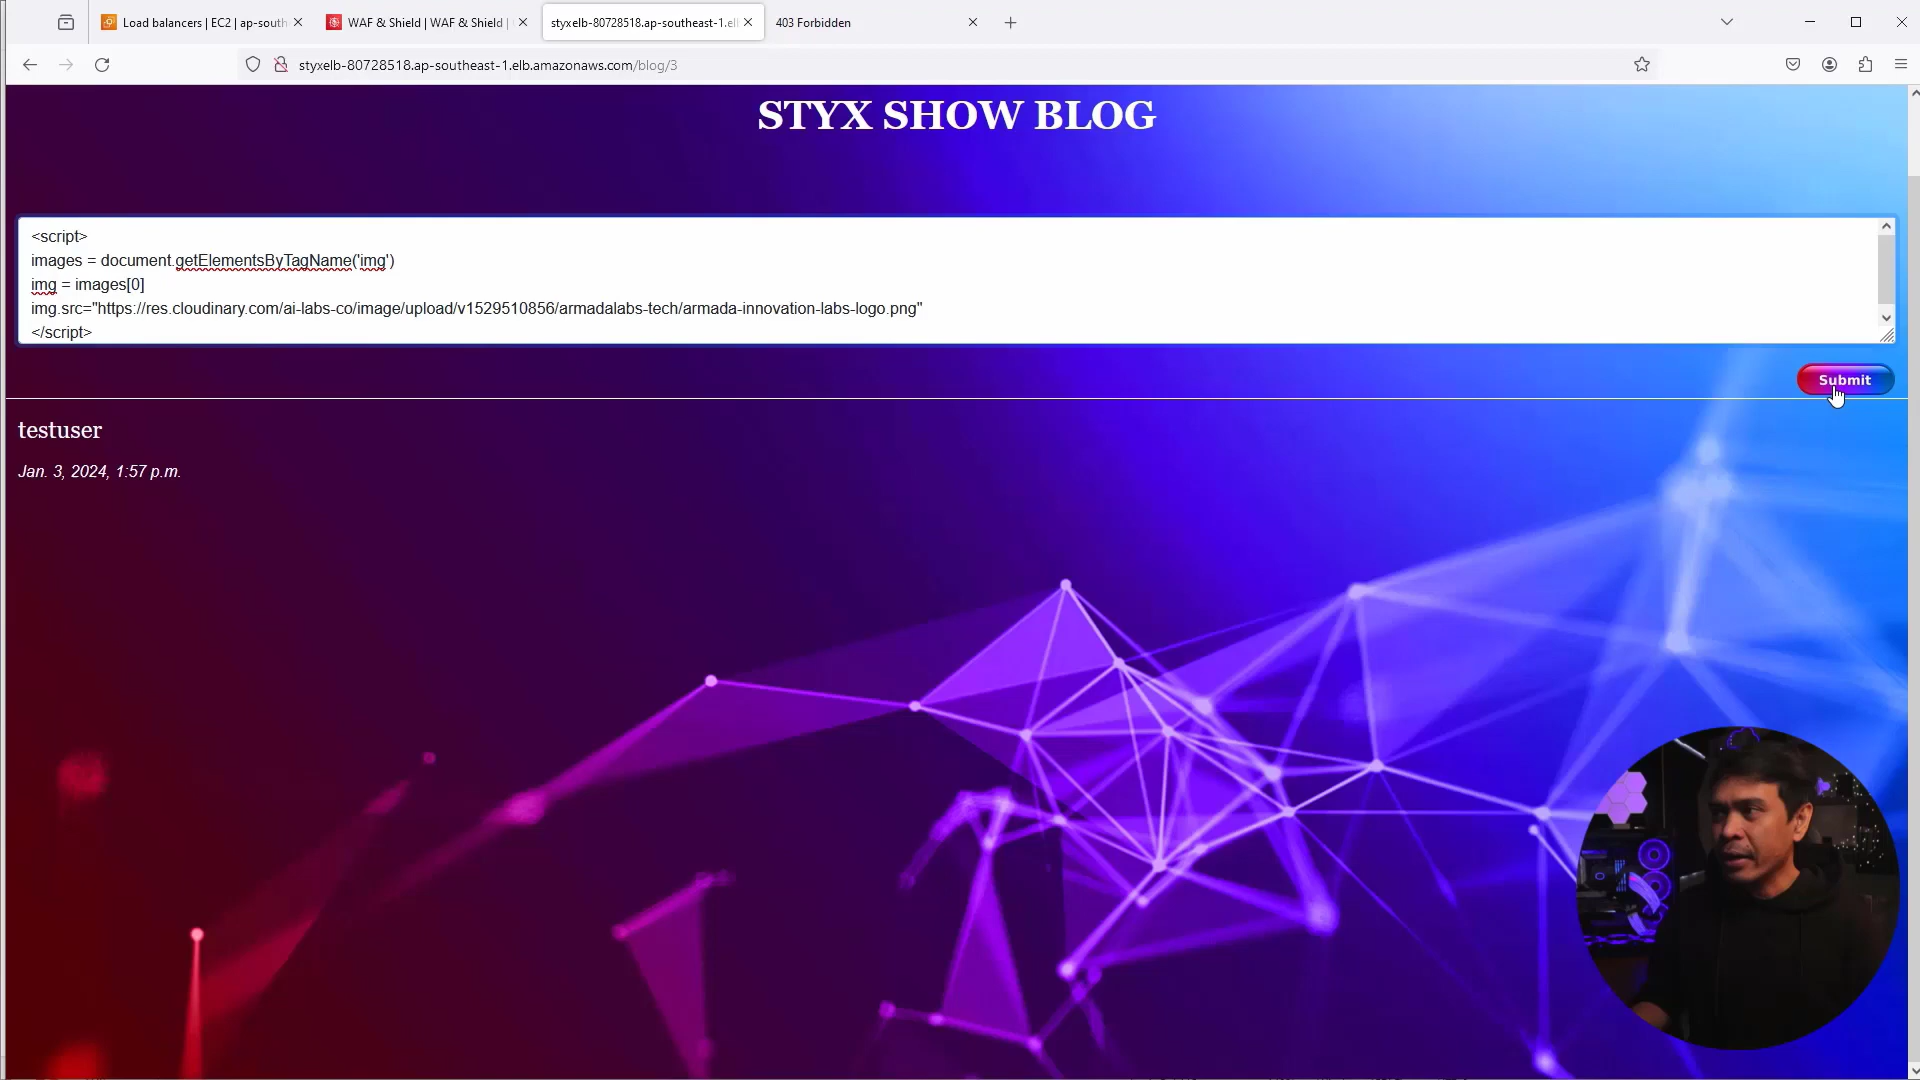 Load balancers | EC2 | ap-south
WAF & Shield | WAF & Shield |
styxelb-80728518.ap-southeast-1.el
403 Forbidden
styxelb-80728518.ap-southeast-1.elb.amazonaws.com/blog/3
STYX SHOW BLOG
<script>
images = document.getElementsByTagName('img')
img = images[0]
img.src="https://res.cloudinary.com/ai-labs-co/image/upload/v1529510856/armadalabs-tech/armada-innovation-labs-logo.png"
</script>
Submit
testuser
Jan. 3, 2024, 1:57 p.m.